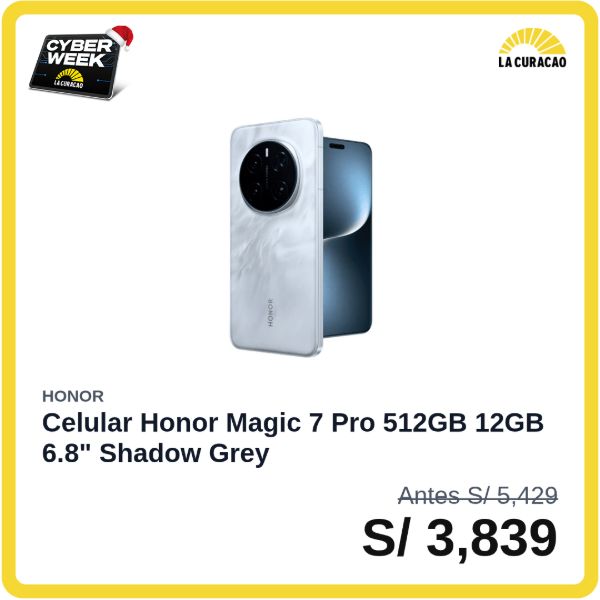 CYBER
WEEK
LA CURACAO
LA CURACAO
HONOR
HONOR
Celular Honor Magic 7 Pro 512GB 12GB
6.8" Shadow Grey
Antes S/ 5,429
S/ 3,839